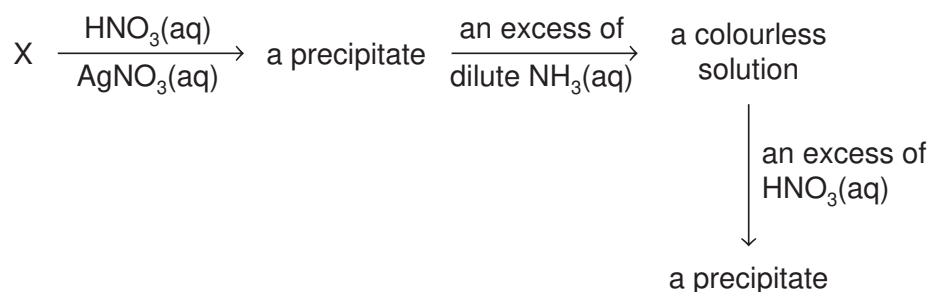 X
HNO₃(aq)
AgNO₃(aq)
a precipitate
an excess of
dilute NH₃(aq)
a colourless
solution
an excess of
HNO₃(aq)
a precipitate